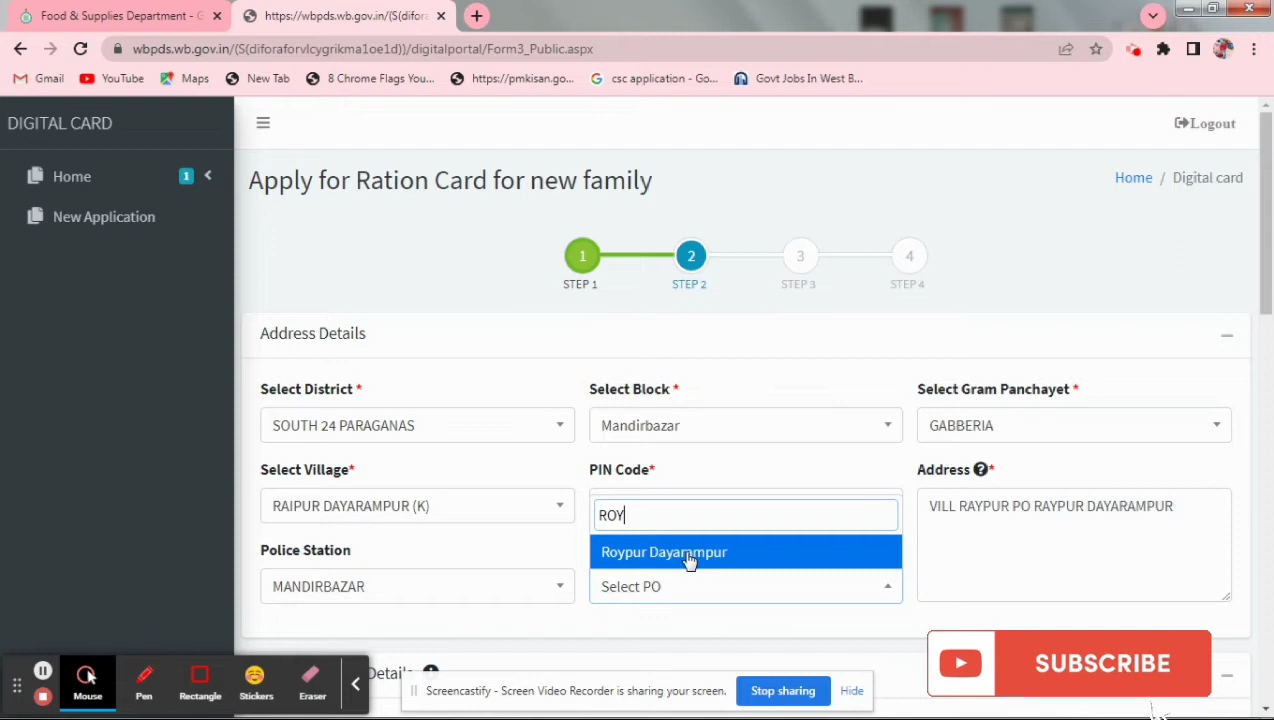 Food & Supplies Department - G
https://wbpds.wb.gov.in/(S(difora
wbpds.wb.gov.in/(S(diforaforvlcygrikma1oe1d))/digitalportal/Form3_Public.aspx
Gmail
YouTube
Maps
New Tab
8 Chrome Flags You...
https://pmkisan.go...
csc application - Go...
Govt Jobs In West B...
DIGITAL CARD
Logout
Home 1
New Application
Apply for Ration Card for new family
Home / Digital card
1 2 3 4
STEP 1 STEP 2 STEP 3 STEP 4
Address Details
Select District *
Select Block *
Select Gram Panchayet *
SOUTH 24 PARAGANAS
Mandirbazar
GABBERIA
Select Village*
PIN Code*
Address ?*
RAIPUR DAYARAMPUR (K)
ROY
VILL RAYPUR PO RAYPUR DAYARAMPUR
Police Station
Roypur Dayarampur
MANDIRBAZAR
Select PO
Details
SUBSCRIBE
Mouse
Pen
Rectangle
Stickers
Eraser
Screencastify - Screen Video Recorder is sharing your screen.
Stop sharing
Hide